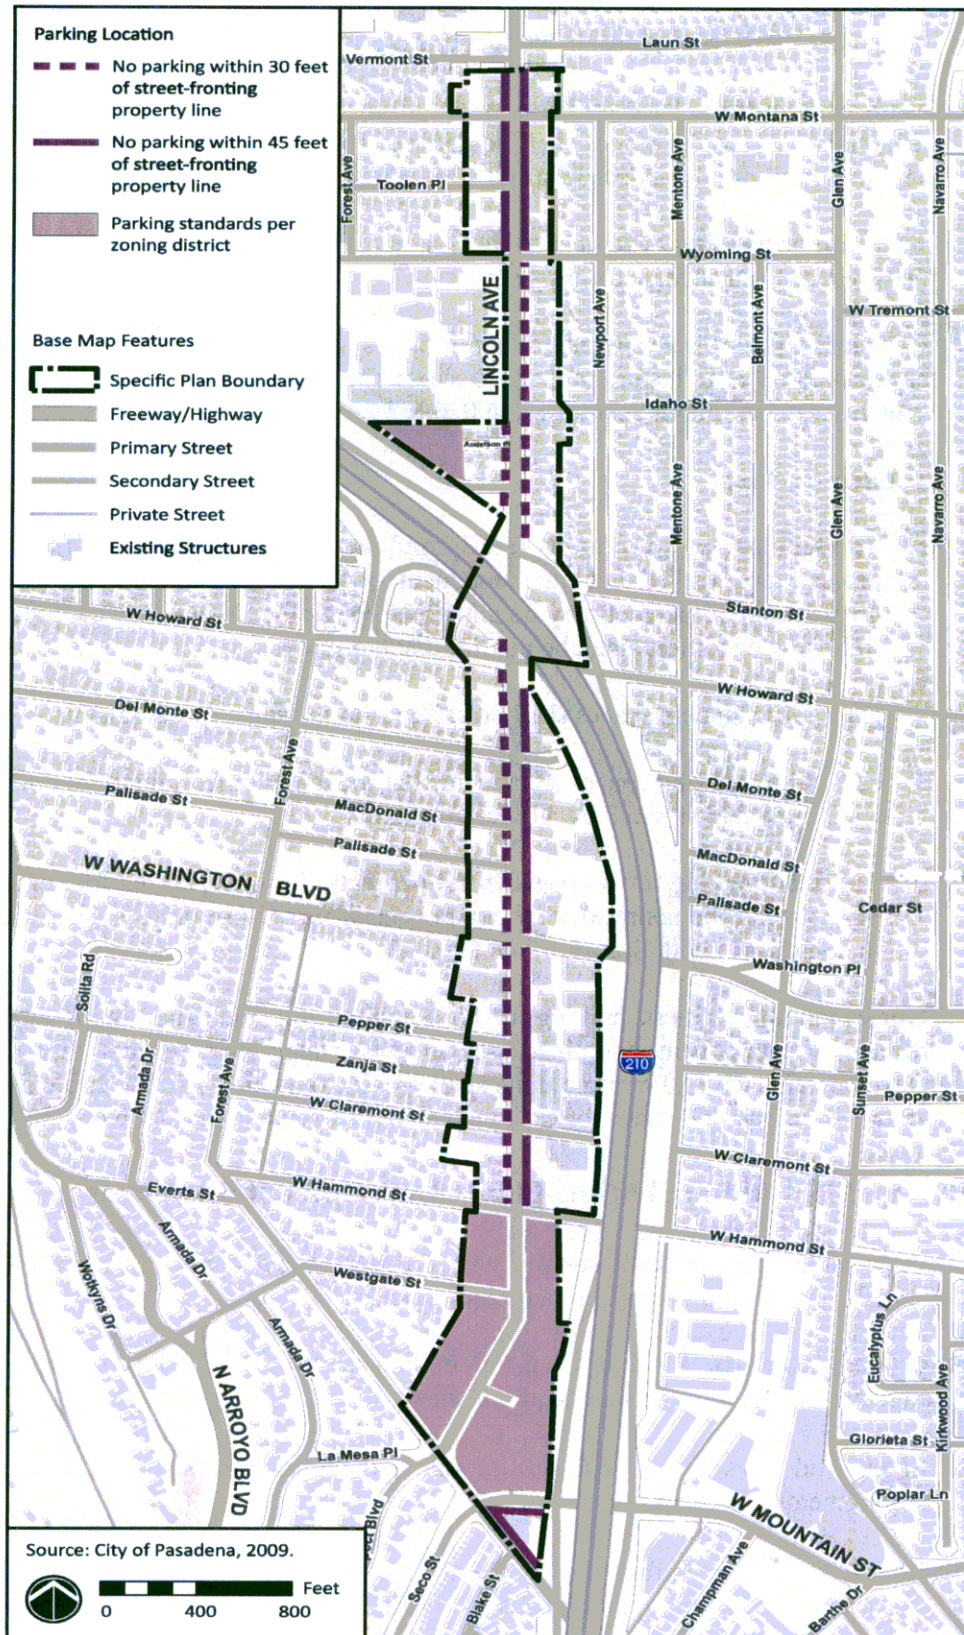 Parking Location
No parking within 30 feet
of street-fronting
property line
No parking within 45 feet
of street-fronting
property line
Parking standards per
zoning district
Base Map Features
Specific Plan Boundary
Freeway/Highway
Primary Street
Secondary Street
Private Street
Existing Structures
Laun St
Vermont St
W Montana St
Forest Ave
Toolen Pl
Mentone Ave
Glen Ave
Navarro Ave
Wyoming St
LINCOLN AVE
Newport Ave
Belmont Ave
W Tremont St
Idaho St
Anderson Pl
Mentone Ave
Glen Ave
Navarro Ave
Stanton St
W Howard St
W Howard St
Del Monte St
Forest Ave
Del Monte St
Palisade St
MacDonald St
Palisade St
MacDonald St
Palisade St
Cedar St
W WASHINGTON BLVD
Washington Pl
Solita Rd
Pepper St
Zanja St
210
Armada Dr
Forest Ave
Glen Ave
Sunset Ave
Pepper St
W Claremont St
W Claremont St
Everts St
W Hammond St
W Hammond St
Armada Dr
Wotkyns Dr
Westgate St
Armada Dr
Eucalyptus Ln
Kirkwood Ave
N ARROYO BLVD
La Mesa Pl
Glorieta St
Poplar Ln
W MOUNTAIN ST
Blvd
Seco St
Blake St
Champman Ave
Barthe Dr
Source: City of Pasadena, 2009.
Feet
0 400 800